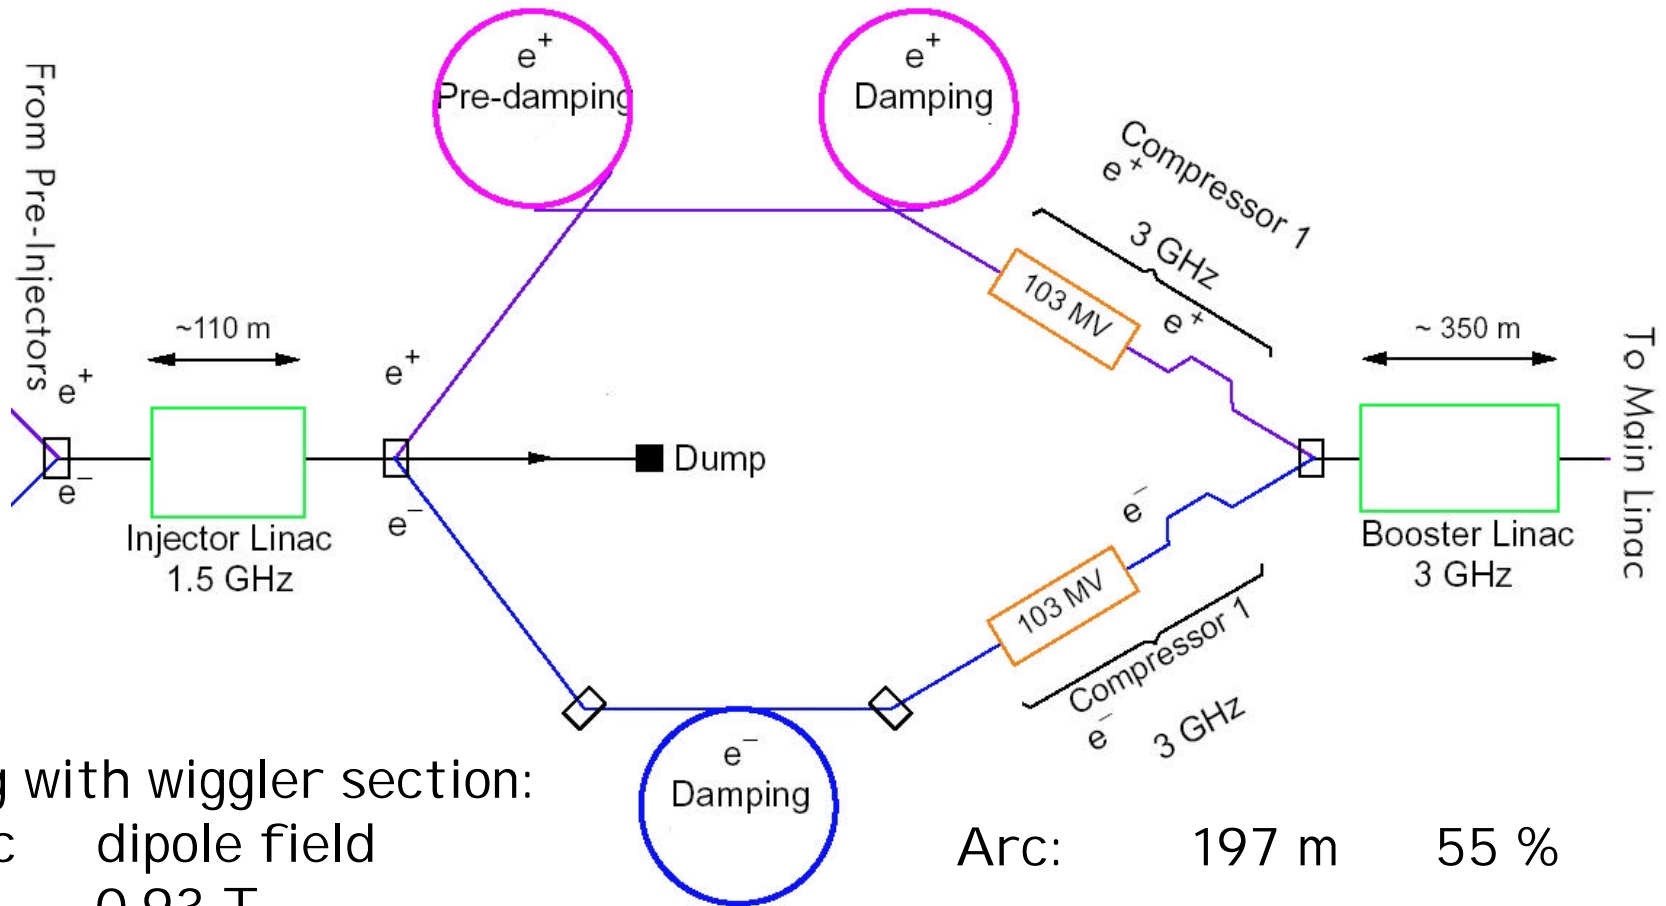 From Pre-Injectors
e+
e−
~110 m
Injector Linac
1.5 GHz
e+
Pre-damping
e+
Damping
e+
e−
Dump
Compressor 1
e+
3 GHz
103 MV
e+
~ 350 m
Booster Linac
3 GHz
To Main Linac
e−
103 MV
Compressor 1
e− 3 GHz
e−
Damping
with wiggler section:
dipole field
Arc: 197 m 55 %